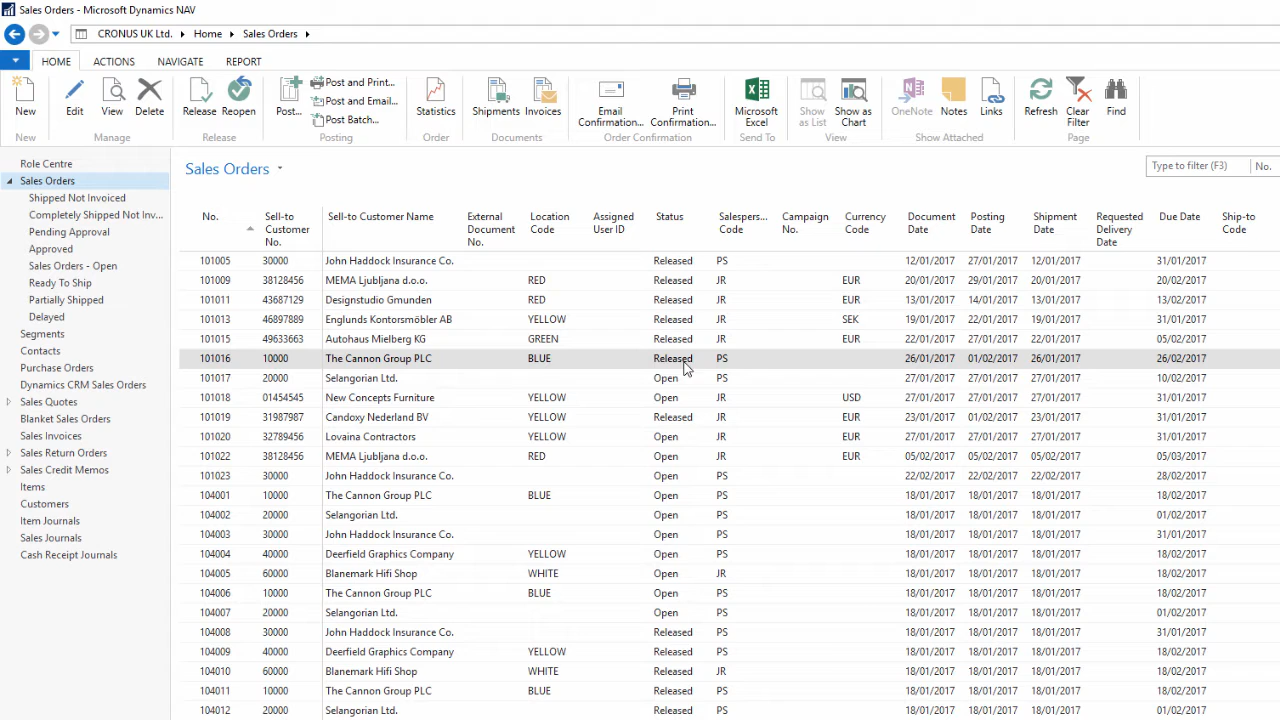 Sales Orders - Microsoft Dynamics NAV
CRONUS UK Ltd. Home Sales Orders
HOME ACTIONS NAVIGATE REPORT
New Edit View Delete Release Reopen Post Post and Print... Post and Email... Post Batch... Statistics Shipments Invoices Email Confirmation... Print Confirmation... Microsoft Excel Show as List Show as Chart OneNote Notes Links Refresh Clear Filter Find
New Manage Release Posting Order Documents Order Confirmation Send To View Show Attached Page
Role Centre
Sales Orders
Shipped Not Invoiced
Completely Shipped Not Inv...
Pending Approval
Approved
Sales Orders - Open
Ready To Ship
Partially Shipped
Delayed
Segments
Contacts
Purchase Orders
Dynamics CRM Sales Orders
Sales Quotes
Blanket Sales Orders
Sales Invoices
Sales Return Orders
Sales Credit Memos
Items
Customers
Item Journals
Sales Journals
Cash Receipt Journals
Sales Orders
Type to filter (F3) No.
No. Sell-to Customer No. Sell-to Customer Name External Document No. Location Code Assigned User ID Status Salespers... Code Campaign No. Currency Code Document Date Posting Date Shipment Date Requested Delivery Date Due Date Ship-to Code
101005 30000 John Haddock Insurance Co. Released PS 12/01/2017 27/01/2017 12/01/2017 31/01/2017
101009 38128456 MEMA Ljubljana d.o.o. RED Released JR EUR 20/01/2017 29/01/2017 20/01/2017 20/02/2017
101011 43687129 Designstudio Gmunden RED Released JR EUR 13/01/2017 14/01/2017 13/01/2017 13/02/2017
101013 46897889 Englunds Kontorsmöbler AB YELLOW Released JR SEK 19/01/2017 22/01/2017 19/01/2017 31/01/2017
101015 49633663 Autohaus Mielberg KG GREEN Released JR EUR 22/01/2017 27/01/2017 22/01/2017 05/02/2017
101016 10000 The Cannon Group PLC BLUE Released PS 26/01/2017 01/02/2017 26/01/2017 26/02/2017
101017 20000 Selangorian Ltd. Open PS 27/01/2017 27/01/2017 27/01/2017 10/02/2017
101018 01454545 New Concepts Furniture YELLOW Open JR USD 27/01/2017 27/01/2017 27/01/2017 31/01/2017
101019 31987987 Candoxy Nederland BV YELLOW Released JR EUR 23/01/2017 01/02/2017 23/01/2017 31/01/2017
101020 32789456 Lovaina Contractors YELLOW Open JR EUR 27/01/2017 27/01/2017 27/01/2017 31/01/2017
101022 38128456 MEMA Ljubljana d.o.o. RED Open JR EUR 05/02/2017 05/02/2017 05/02/2017 05/03/2017
101023 30000 John Haddock Insurance Co. Open PS 22/02/2017 22/02/2017 22/02/2017 28/02/2017
104001 10000 The Cannon Group PLC BLUE Open PS 18/01/2017 18/01/2017 18/01/2017 18/02/2017
104002 20000 Selangorian Ltd. Open PS 18/01/2017 18/01/2017 18/01/2017 01/02/2017
104003 30000 John Haddock Insurance Co. Open PS 18/01/2017 18/01/2017 18/01/2017 31/01/2017
104004 40000 Deerfield Graphics Company YELLOW Open PS 18/01/2017 18/01/2017 18/01/2017 18/02/2017
104005 60000 Blanemark Hifi Shop WHITE Open JR 18/01/2017 18/01/2017 18/01/2017 18/02/2017
104006 10000 The Cannon Group PLC BLUE Open PS 18/01/2017 18/01/2017 18/01/2017 18/02/2017
104007 20000 Selangorian Ltd. Open PS 18/01/2017 18/01/2017 18/01/2017 01/02/2017
104008 30000 John Haddock Insurance Co. Released PS 18/01/2017 18/01/2017 18/01/2017 31/01/2017
104009 40000 Deerfield Graphics Company YELLOW Released PS 18/01/2017 18/01/2017 18/01/2017 18/02/2017
104010 60000 Blanemark Hifi Shop WHITE Released JR 18/01/2017 18/01/2017 18/01/2017 18/02/2017
104011 10000 The Cannon Group PLC BLUE Released PS 18/01/2017 18/01/2017 18/01/2017 18/02/2017
104012 20000 Selangorian Ltd. Released PS 18/01/2017 18/01/2017 18/01/2017 01/02/2017